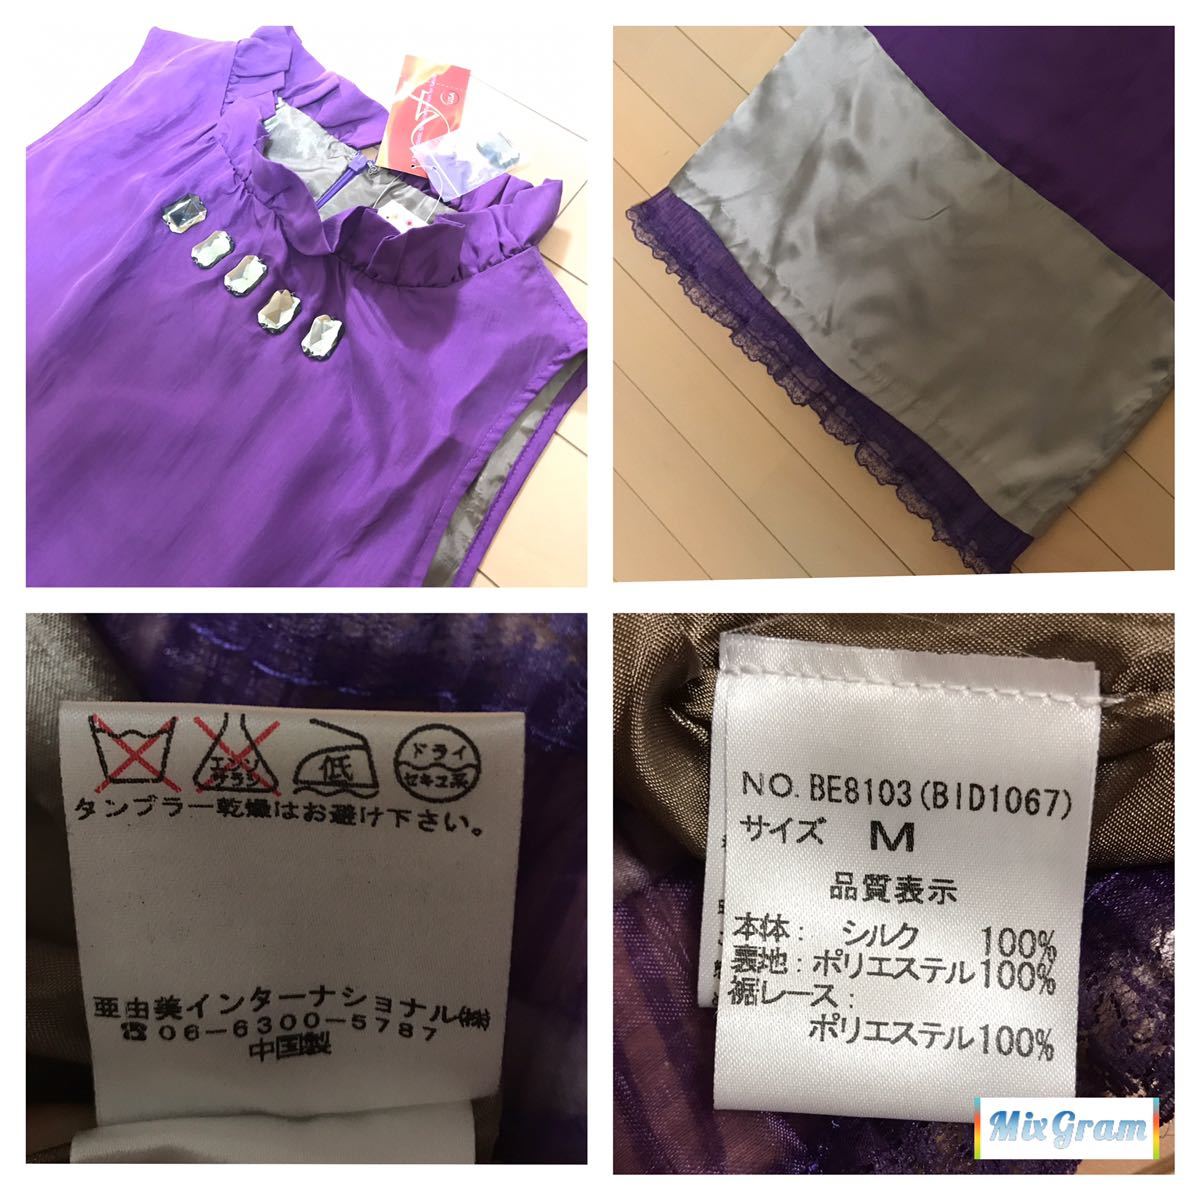 エンソ
サラシ
低
ドライ
セキユ系
タンブラー乾燥はお避け下さい。
亜由美インターナショナル㈱
☎06-6300-5787
中国製
NO. BE8103(BID1067)
サイズ M
品質表示
本体： シルク 100%
裏地：ポリエステル100%
裾レース：
ポリエステル100%
MixGram